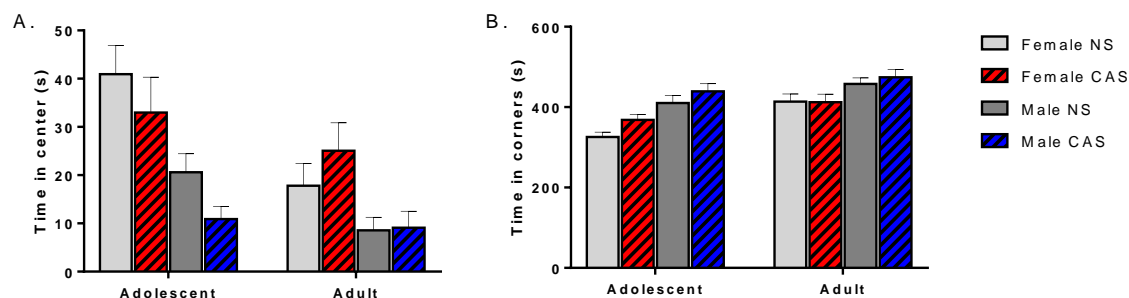 A.
Time in center (s)
50
40
30
20
10
0
Adolescent
Adult
B.
Time in corners (s)
600
400
200
0
Adolescent
Adult
Female NS
Female CAS
Male NS
Male CAS